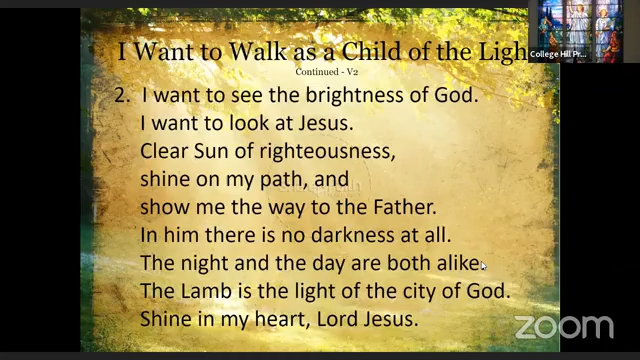 I Want to Walk as a Child of the Ligh
Continued - V2
2. I want to see the brightness of God.
I want to look at Jesus.
Clear Sun of righteousness,
shine on my path, and
show me the way to the Father.
In him there is no darkness at all.
The night and the day are both alike.
The Lamb is the light of the city of God.
Shine in my heart, Lord Jesus.
College Hill Pr...
zoom